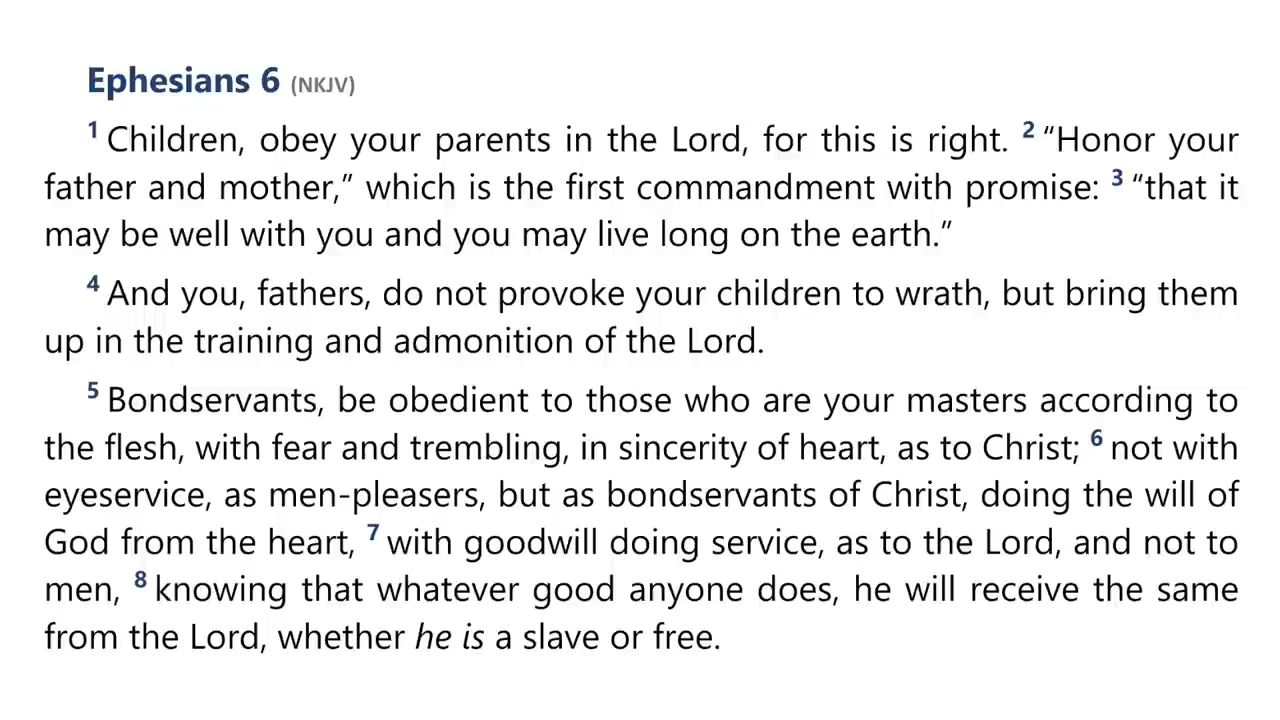 Ephesians 6 (NKJV)
1 Children, obey your parents in the Lord, for this is right. 2 “Honor your
father and mother,” which is the first commandment with promise: 3 “that it
may be well with you and you may live long on the earth.”
4 And you, fathers, do not provoke your children to wrath, but bring them
up in the training and admonition of the Lord.
5 Bondservants, be obedient to those who are your masters according to
the flesh, with fear and trembling, in sincerity of heart, as to Christ; 6 not with
eyeservice, as men-pleasers, but as bondservants of Christ, doing the will of
God from the heart, 7 with goodwill doing service, as to the Lord, and not to
men, 8 knowing that whatever good anyone does, he will receive the same
from the Lord, whether he is a slave or free.